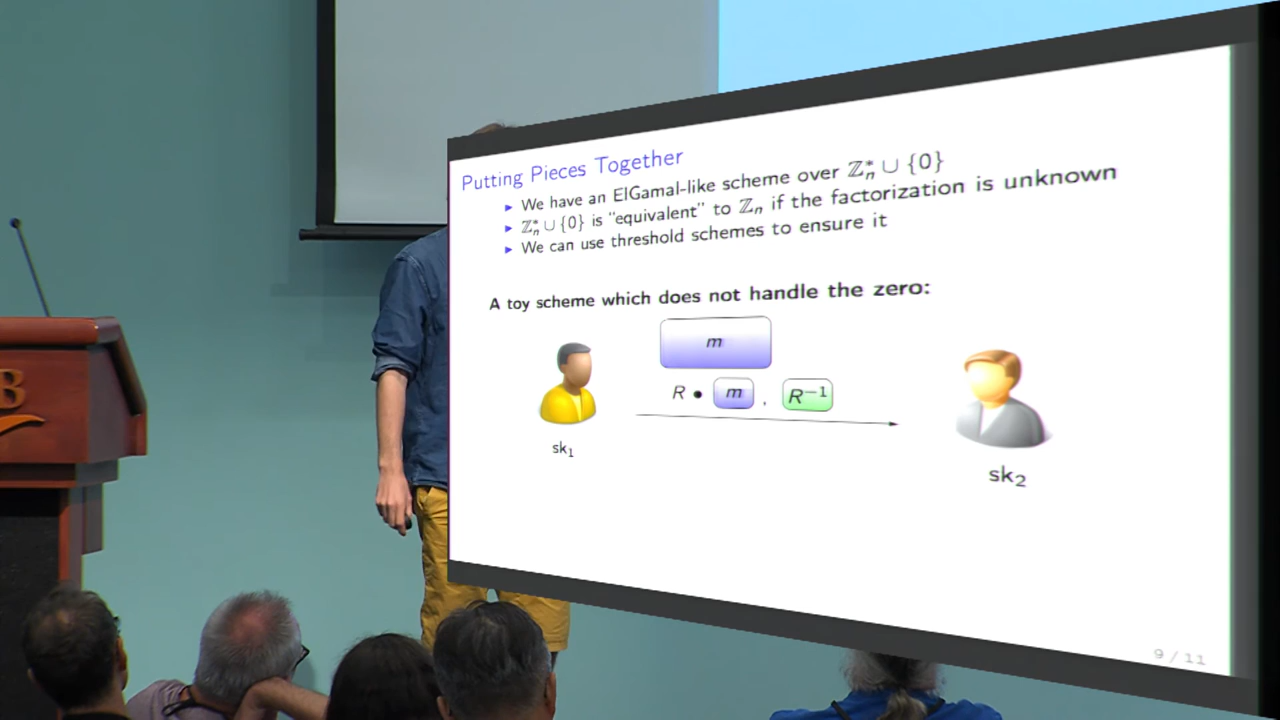 B
Putting Pieces Together
▶ We have an ElGamal-like scheme over ℤ*ₙ ∪ {0}
▶ ℤ*ₙ ∪ {0} is "equivalent" to ℤₙ if the factorization is unknown
▶ We can use threshold schemes to ensure it
A toy scheme which does not handle the zero:
m
R • m , R⁻¹
sk₁
sk₂
9 / 11